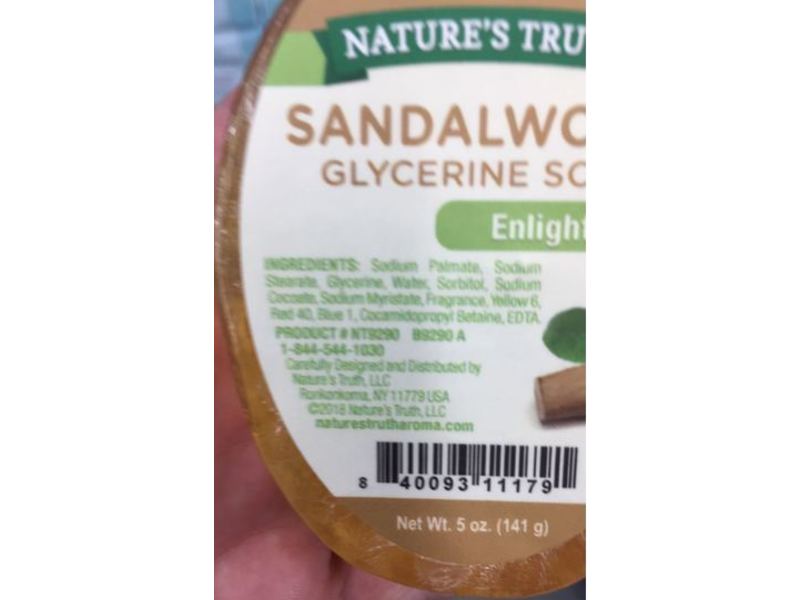 NATURE'S TRU
SANDALWO
GLYCERINE SO
Enlight
INGREDIENTS: Sodium Palmate, Sodium
Stearate, Glycerine, Water, Sorbitol, Sodium
Cocoate, Sodium Myristate, Fragrance, Yellow 6,
Red 40, Blue 1, Cocamidopropyl Betaine, EDTA.
PRODUCT # NT9290 B9290 A
1-844-544-1030
Carefully Designed and Distributed by
Nature's Truth, LLC
Ronkonkoma, NY 11779 USA
©2018 Nature's Truth, LLC
naturestrutharoma.com
8 40093 11179
Net Wt. 5 oz. (141 g)